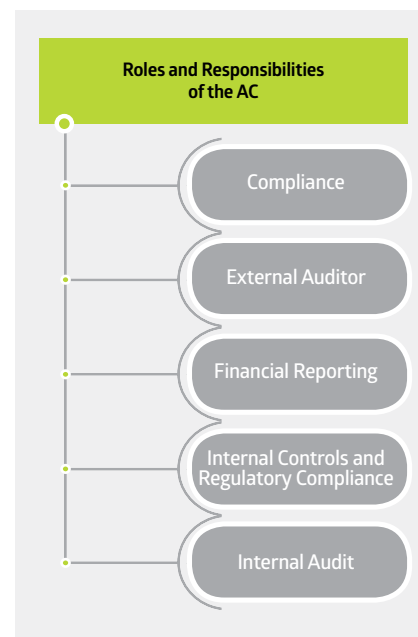 Roles and Responsibilities
of the AC
Compliance
External Auditor
Financial Reporting
Internal Controls and
Regulatory Compliance
Internal Audit